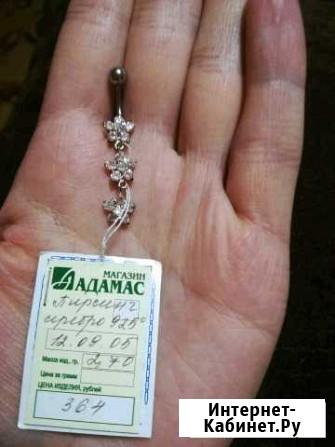 МАГАЗИН
АДАМАС
Пирсинг
серебро 925°
12.09.05
Масса изд., гр. 2,70
Цена за грамм
ЦЕНА ИЗДЕЛИЯ, рублей
364
Интернет-
Кабинет.Ру